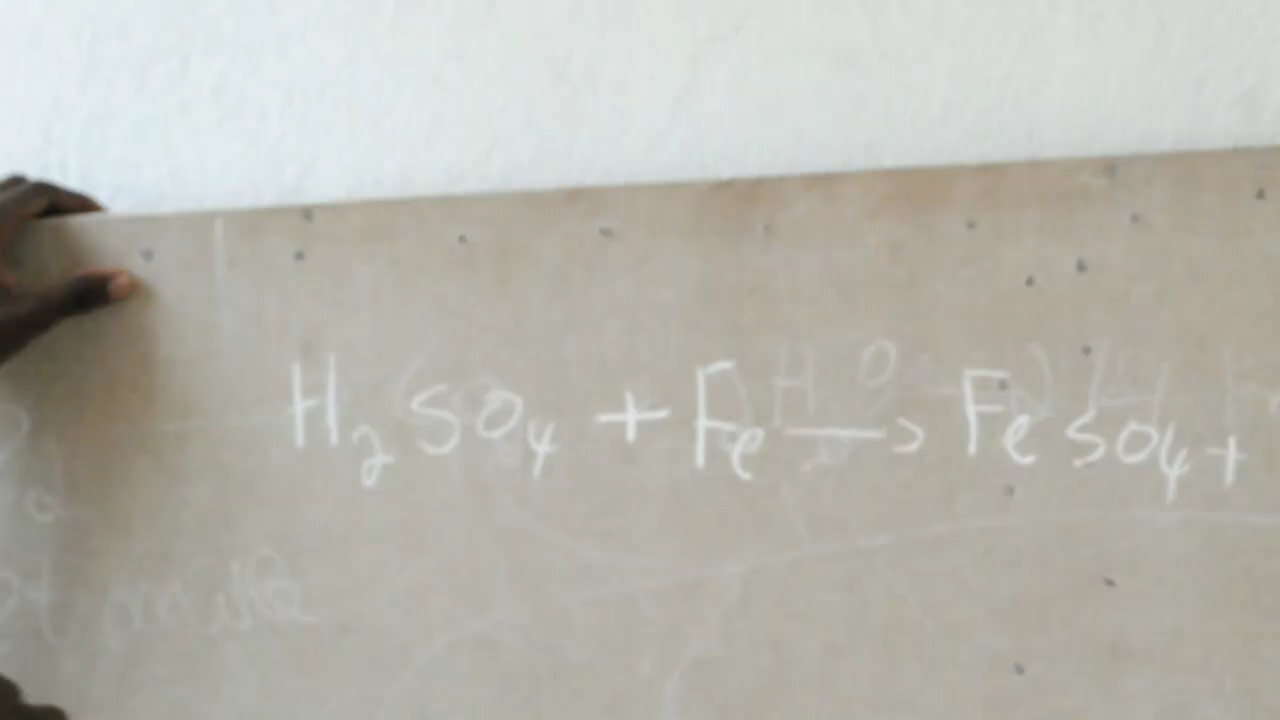 H₂SO₄ + Fe → FeSO₄ +